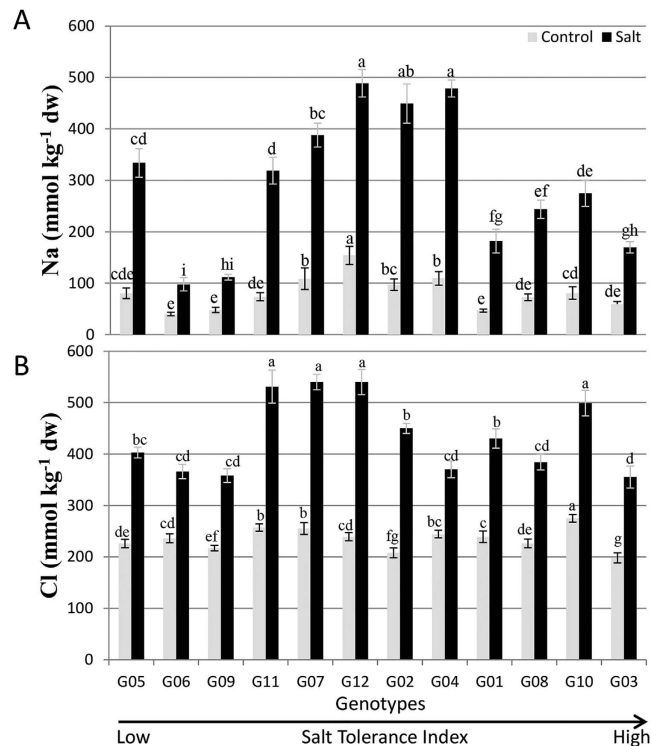 A
600
Control Salt
500
400
300
200
100
0
Na (mmol kg⁻¹ dw)
cd
cde
i
e
hi
e
d
de
bc
b
a
a
ab
bc
a
b
fg
e
ef
de
de
cd
gh
de
B
600
500
400
300
200
100
0
Cl (mmol kg⁻¹ dw)
bc
de
cd
cd
cd
ef
a
b
a
b
a
cd
b
fg
cd
bc
b
c
cd
de
a
a
d
g
G05 G06 G09 G11 G07 G12 G02 G04 G01 G08 G10 G03
Genotypes
Low Salt Tolerance Index High